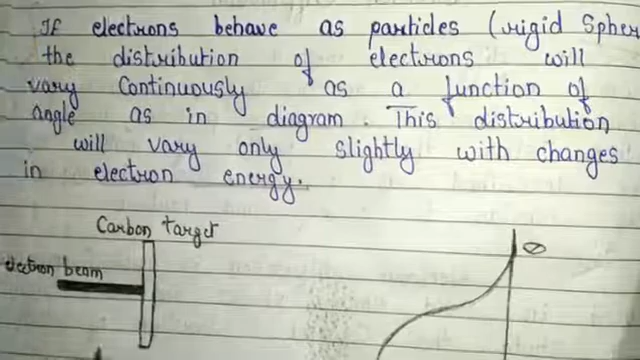 If electrons behave as particles (rigid Spher
the distribution of electrons will
vary continuously as a function of
angle as in diagram. This distribution
will vary only slightly with changes
in electron energy.
Carbon target
electron beam